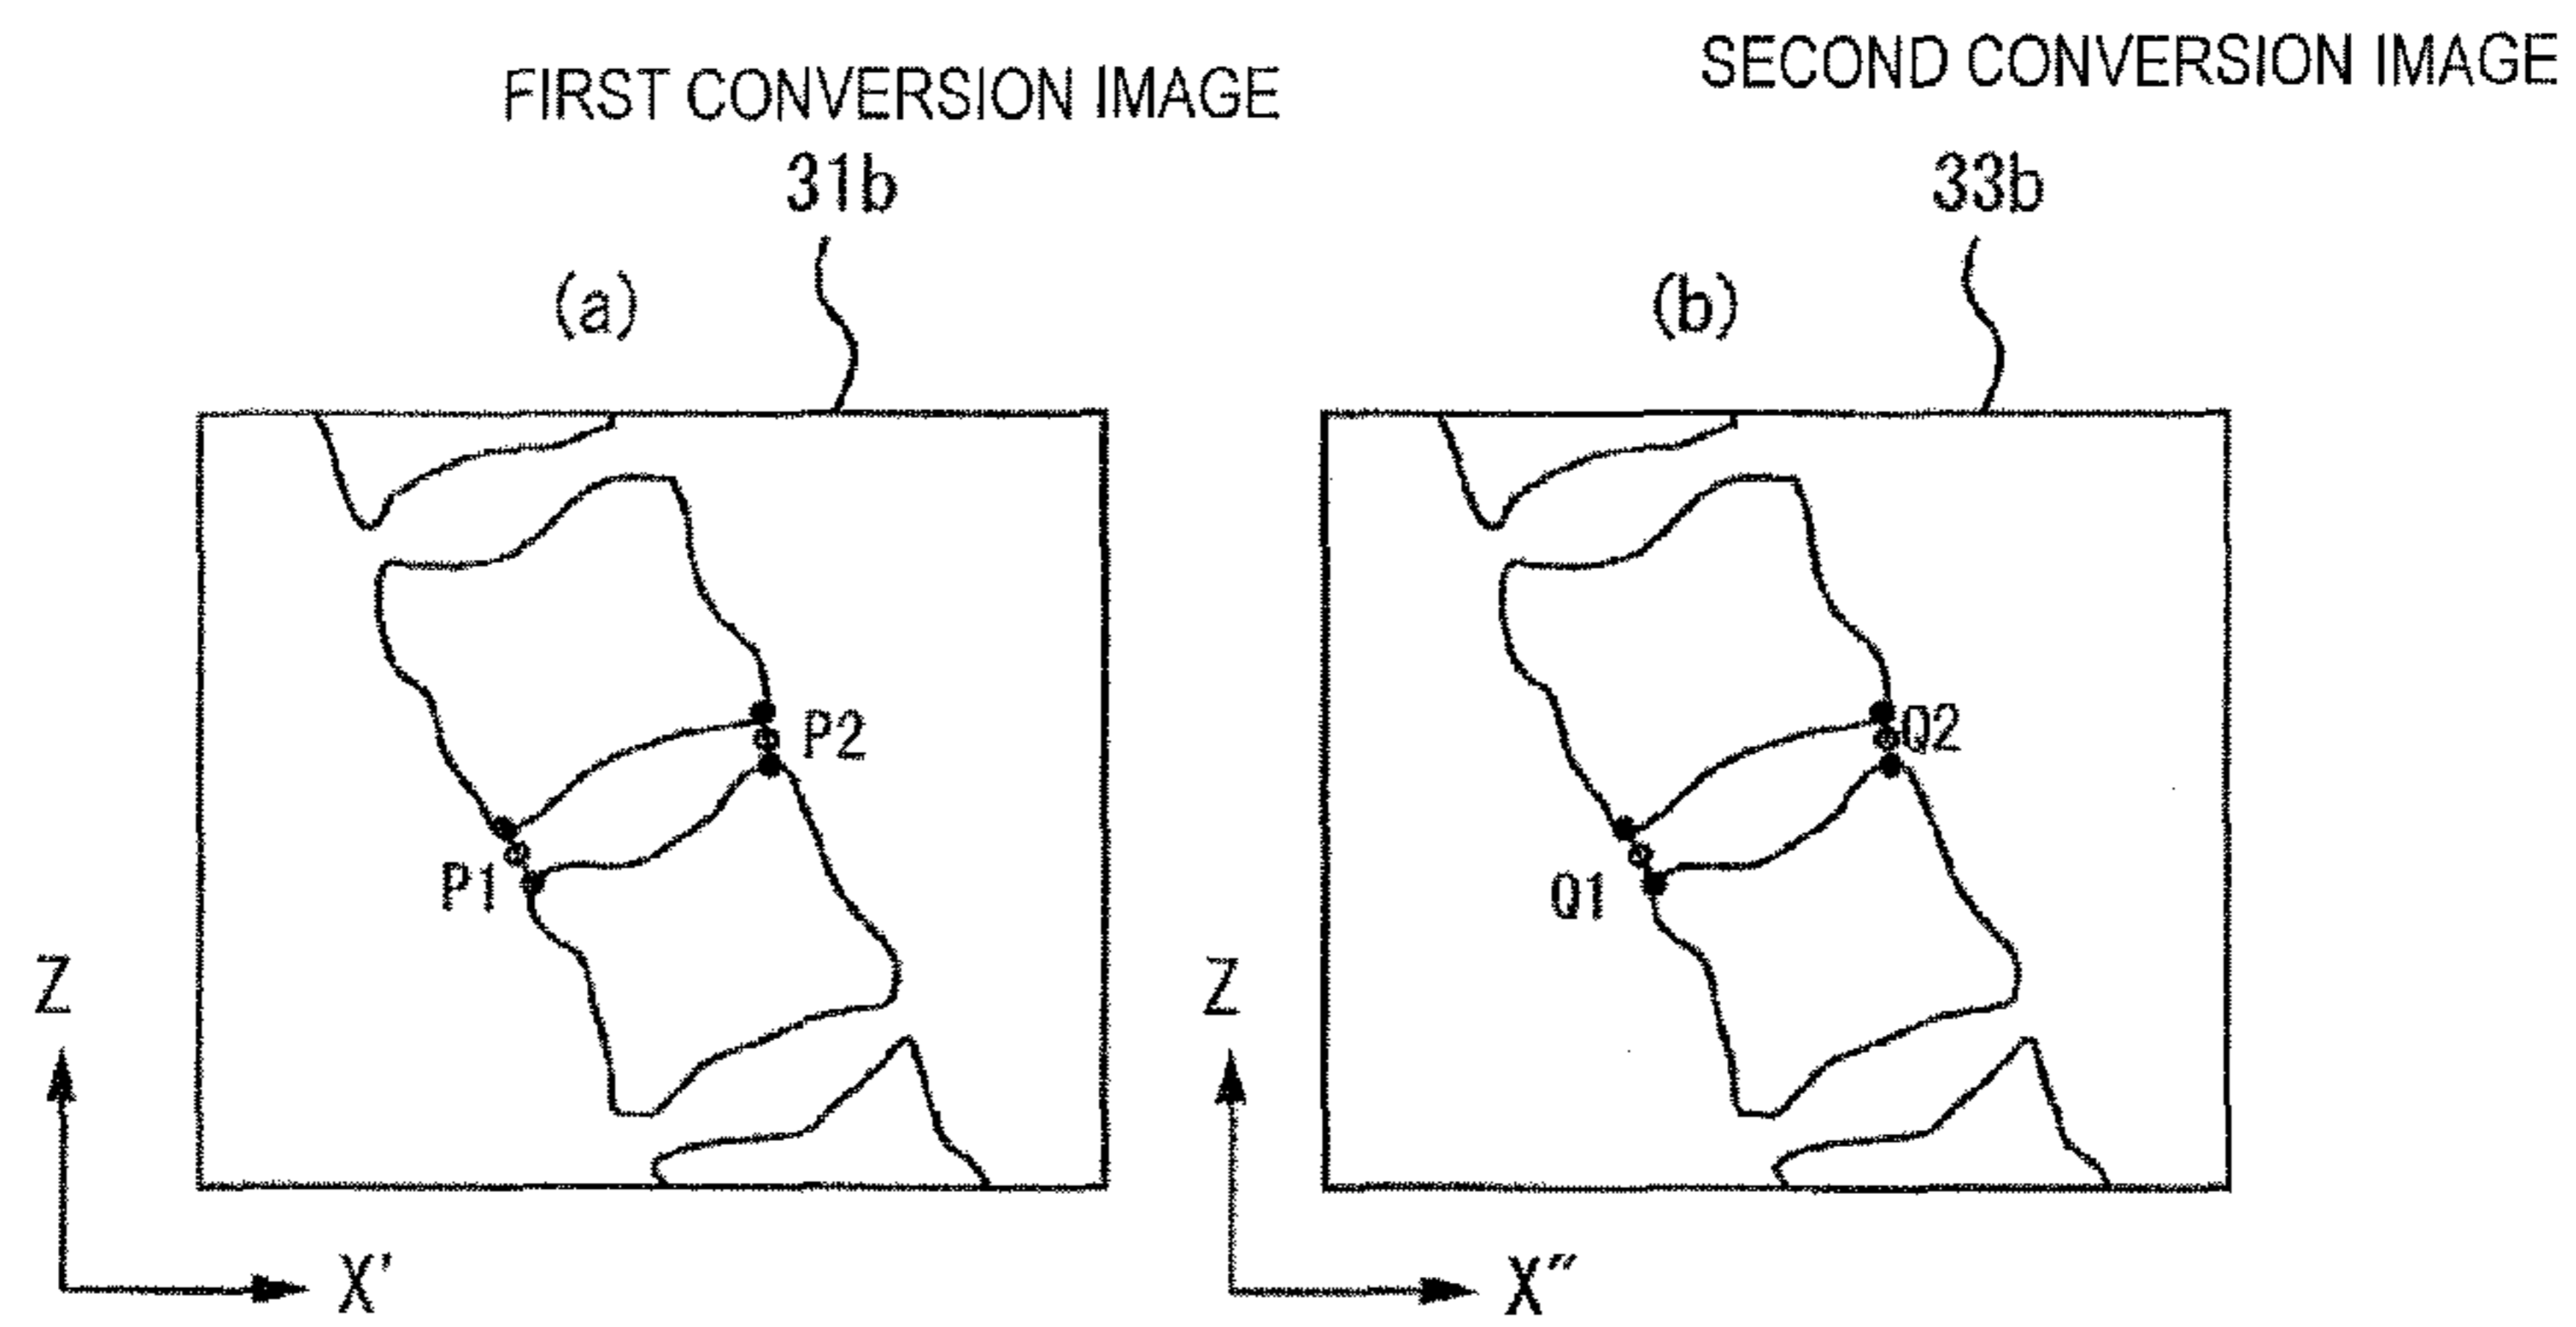 FIRST CONVERSION IMAGE
31b
(a)
P2
P1
Z
X'
SECOND CONVERSION IMAGE
33b
(b)
Q2
Q1
Z
X"